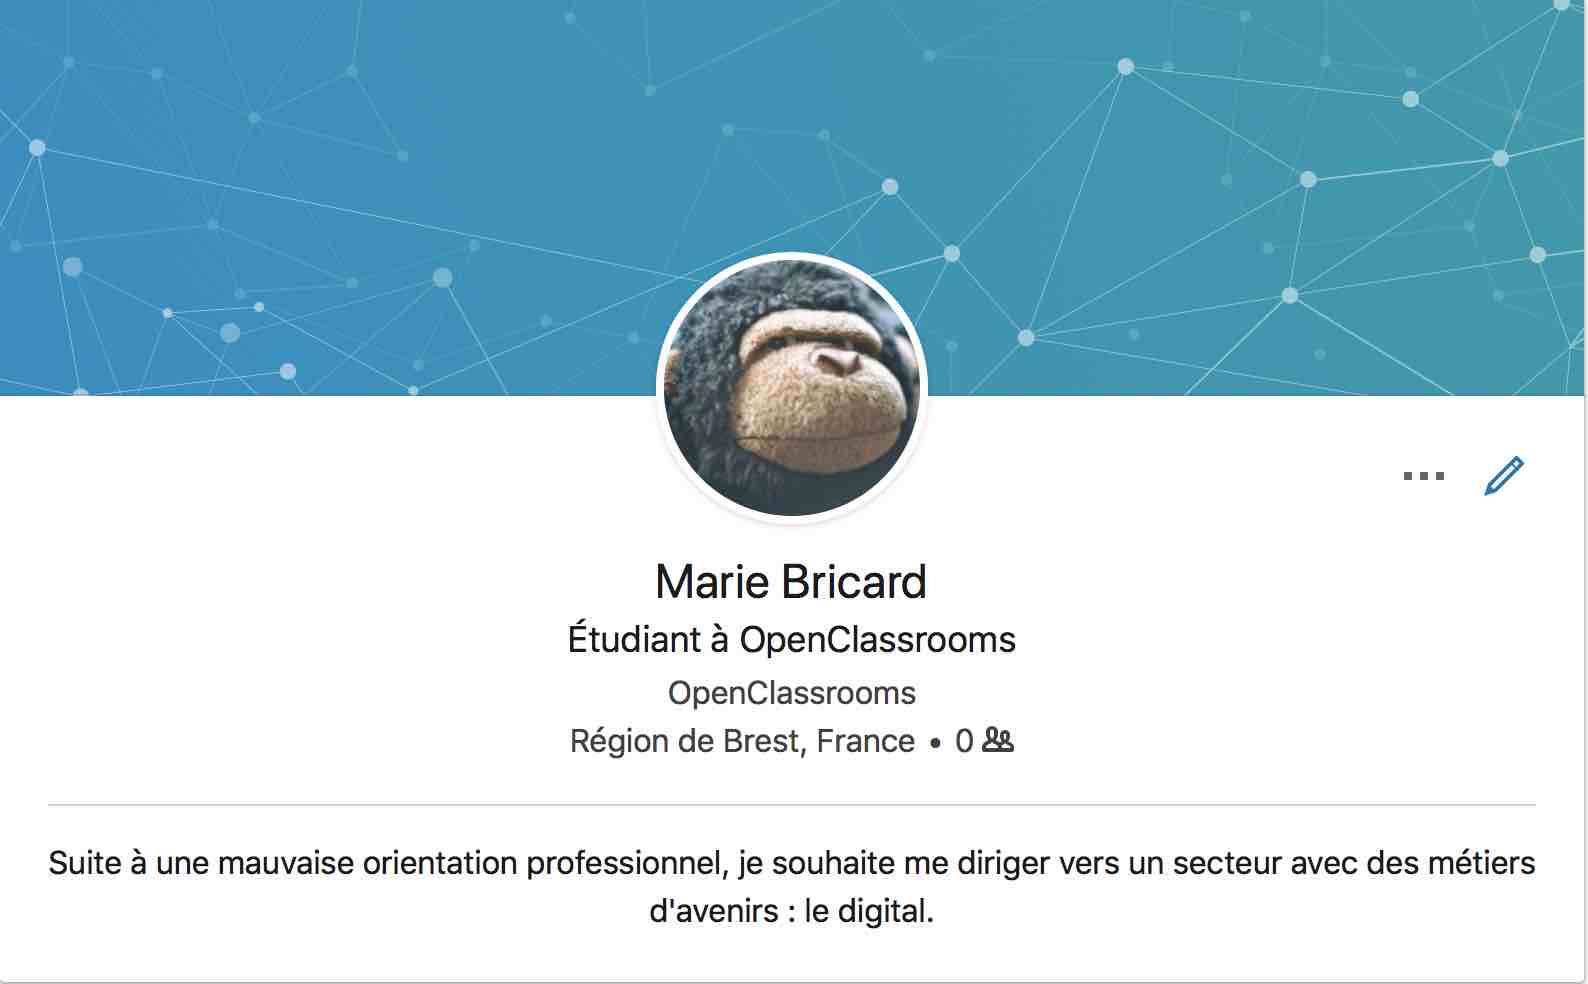 Marie Bricard
Étudiant à OpenClassrooms
OpenClassrooms
Région de Brest, France • 0
Suite à une mauvaise orientation professionnel, je souhaite me diriger vers un secteur avec des métiers
d'avenirs : le digital.